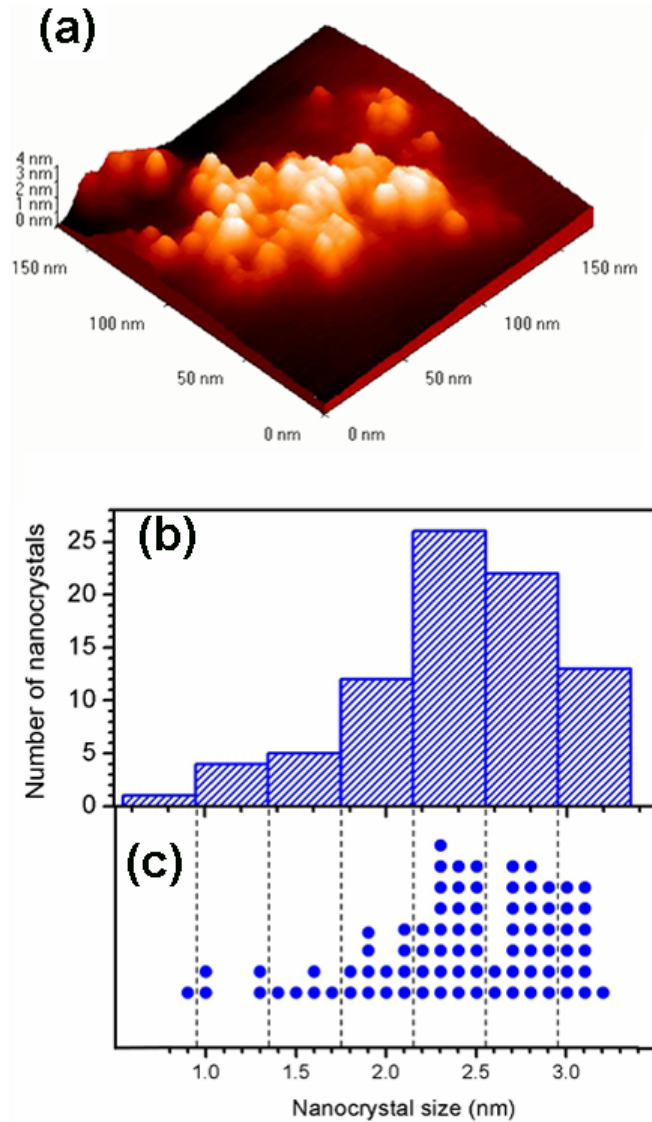 (a)
4 nm
3 nm
2 nm
1 nm
0 nm
150 nm
150 nm
100 nm
100 nm
50 nm
50 nm
0 nm
0 nm
(b)
25
20
15
10
5
0
Number of nanocrystals
(c)
1.0 1.5 2.0 2.5 3.0
Nanocrystal size (nm)